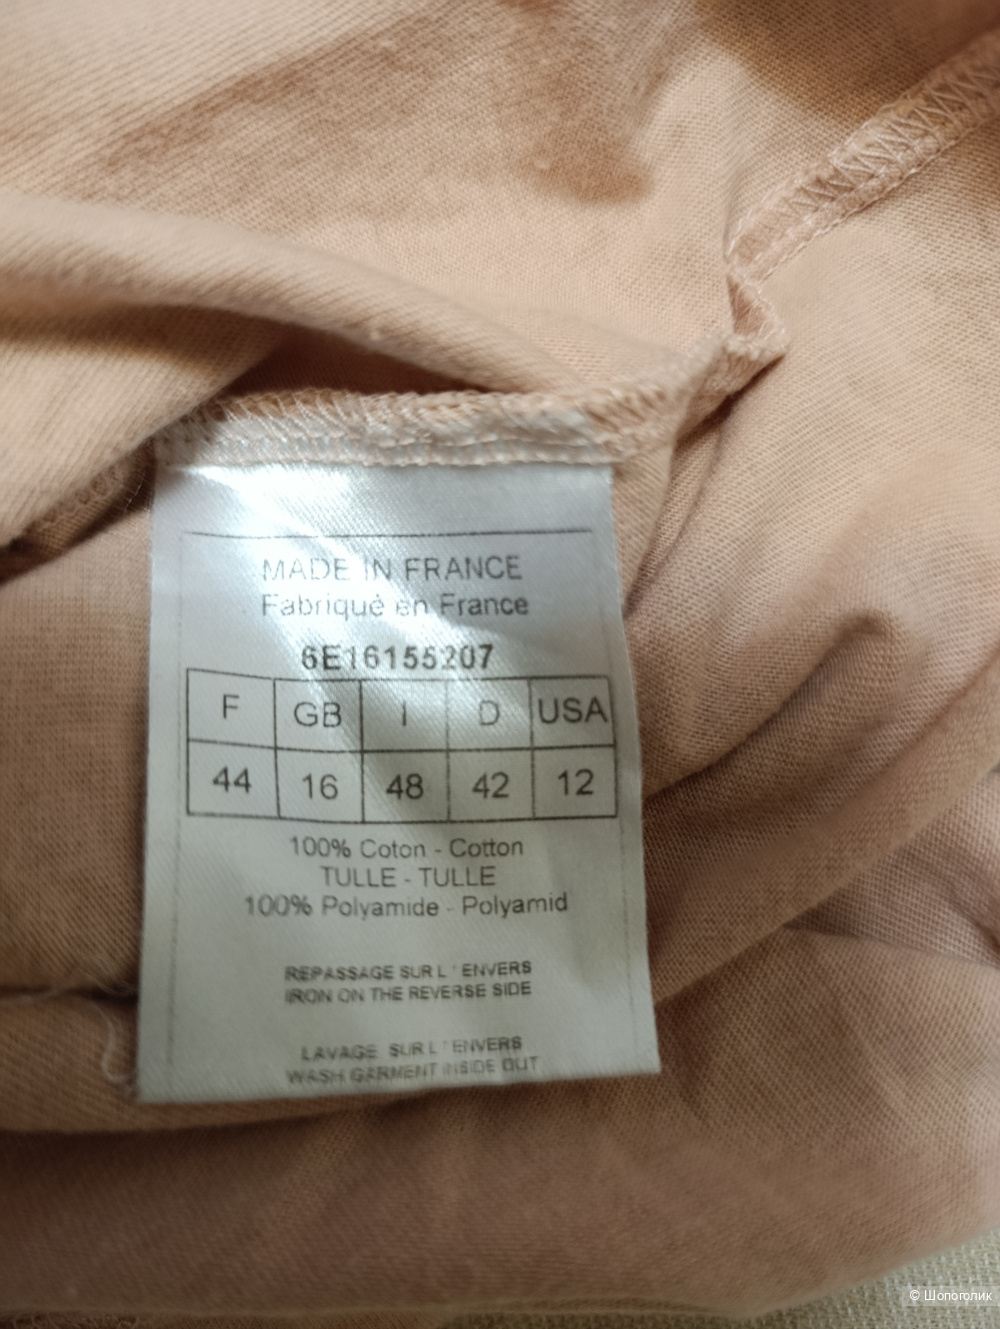 MADE IN FRANCE
Fabriqué en France
6E16155207
F GB I D USA
44 16 48 42 12
100% Coton - Cotton
TULLE - TULLE
100% Polyamide - Polyamid
REPASSAGE SUR L ' ENVERS
IRON ON THE REVERSE SIDE
LAVAGE SUR L ' ENVERS
WASH GARMENT INSIDE OUT
© Шопоголик